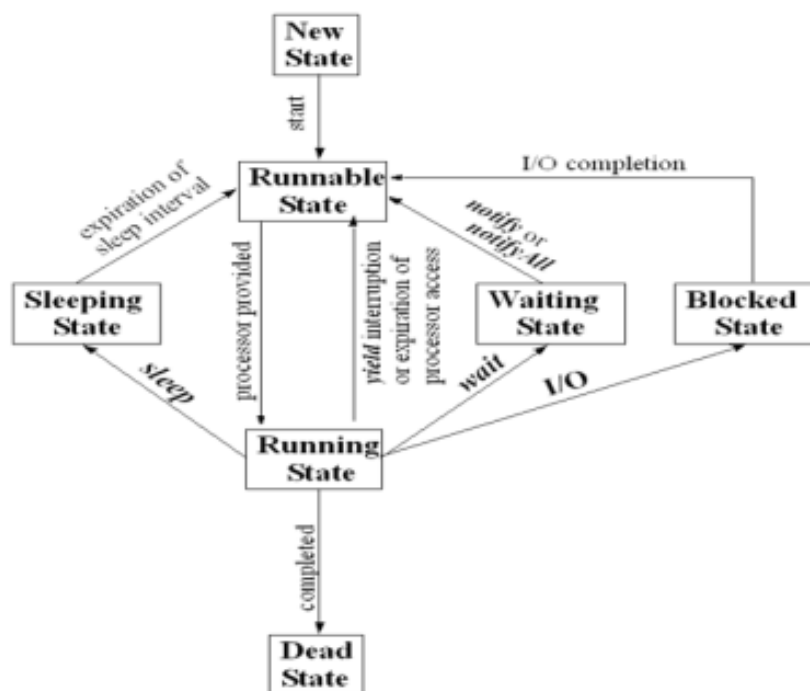 New
State
start
Runnable
State
I/O completion
expiration of
sleep interval
notify or
notifyAll
Sleeping
State
processor provided
yield interruption
or expiration of
processor access
Waiting
State
Blocked
State
sleep
wait
I/O
Running
State
completed
Dead
State